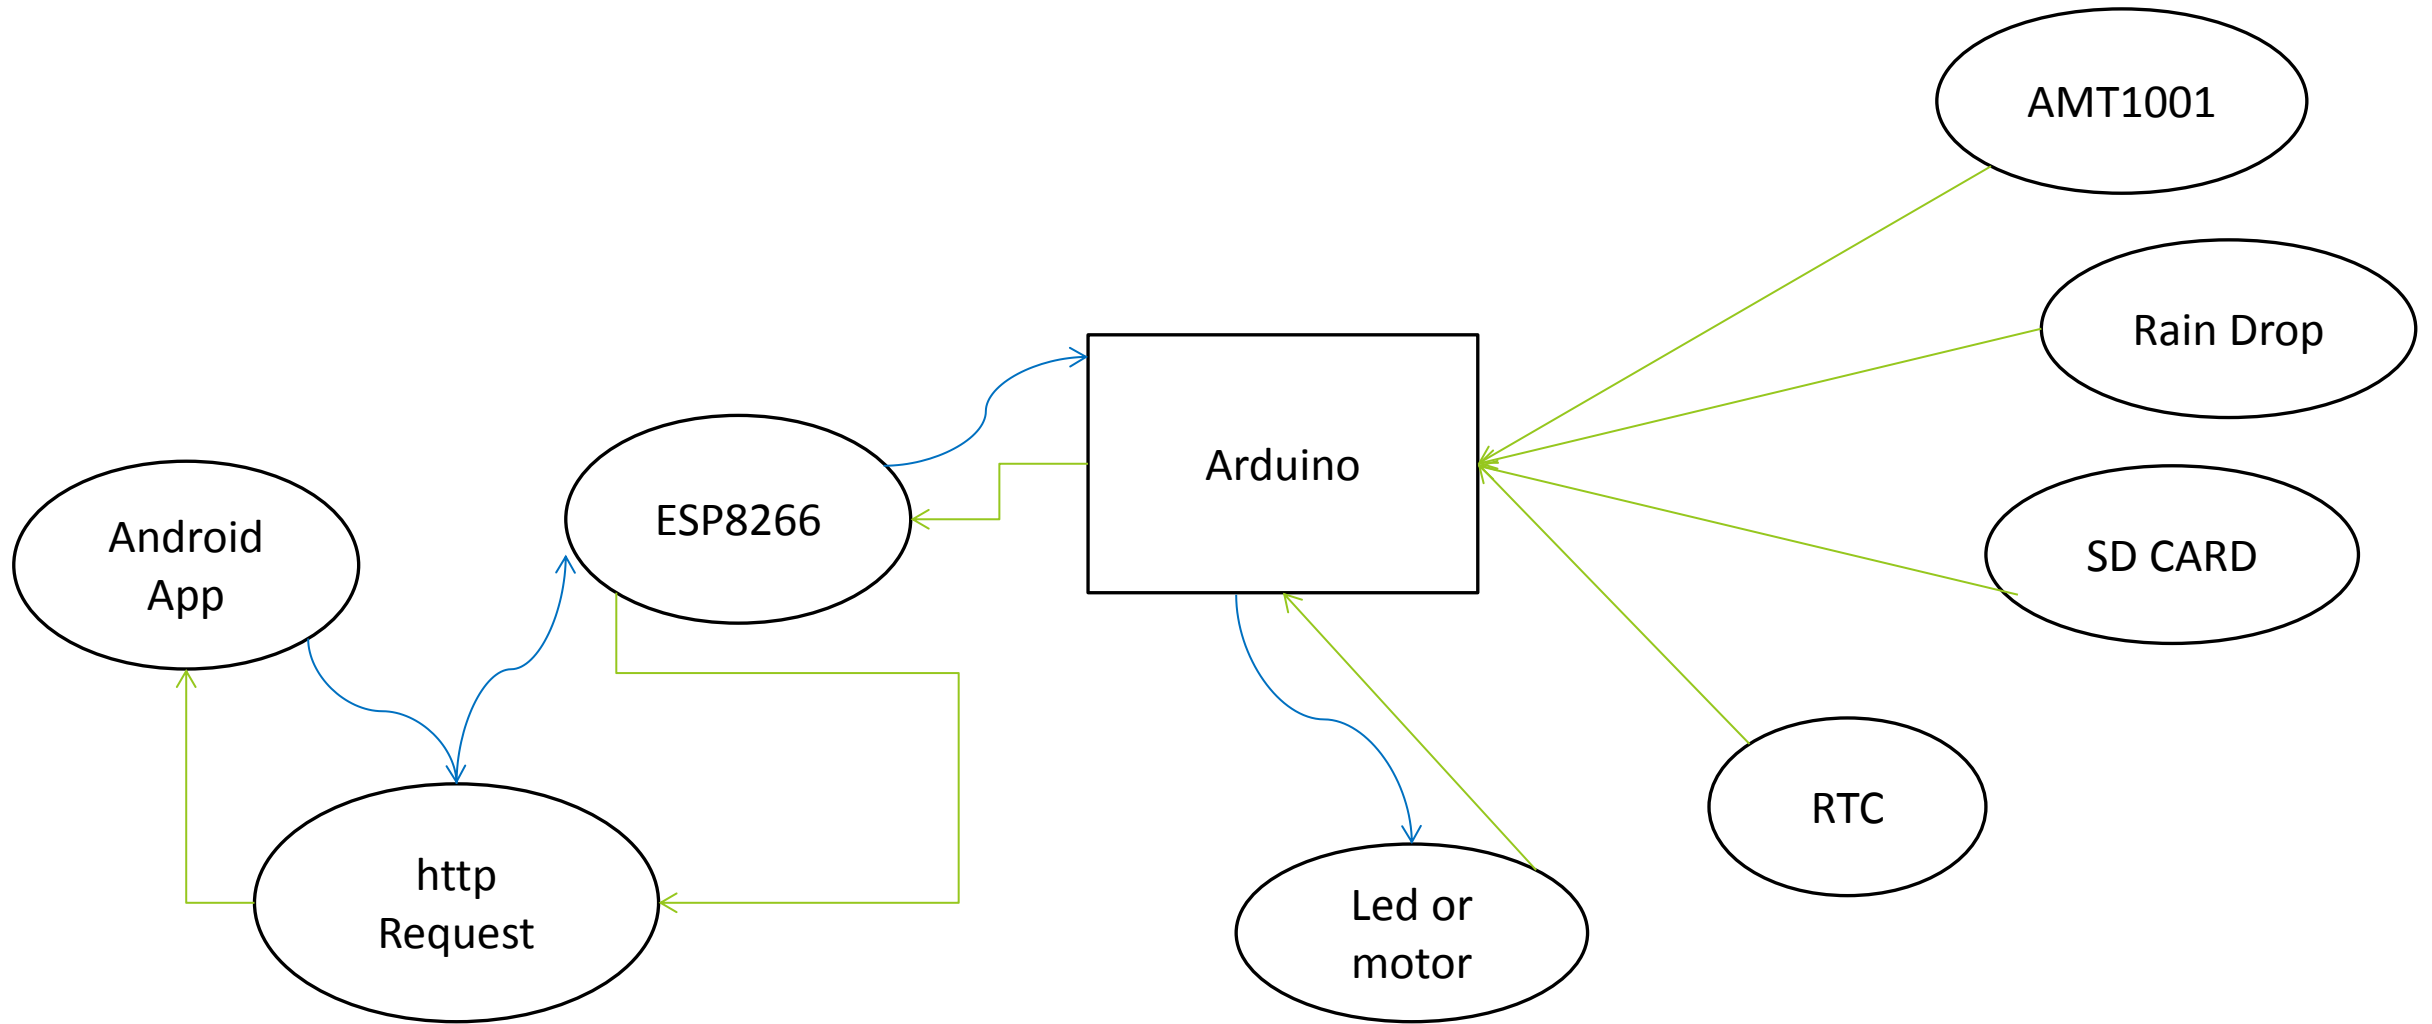 AMT1001
Rain Drop
Arduino
ESP8266
SD CARD
Android
App
RTC
http
Request
Led or
motor